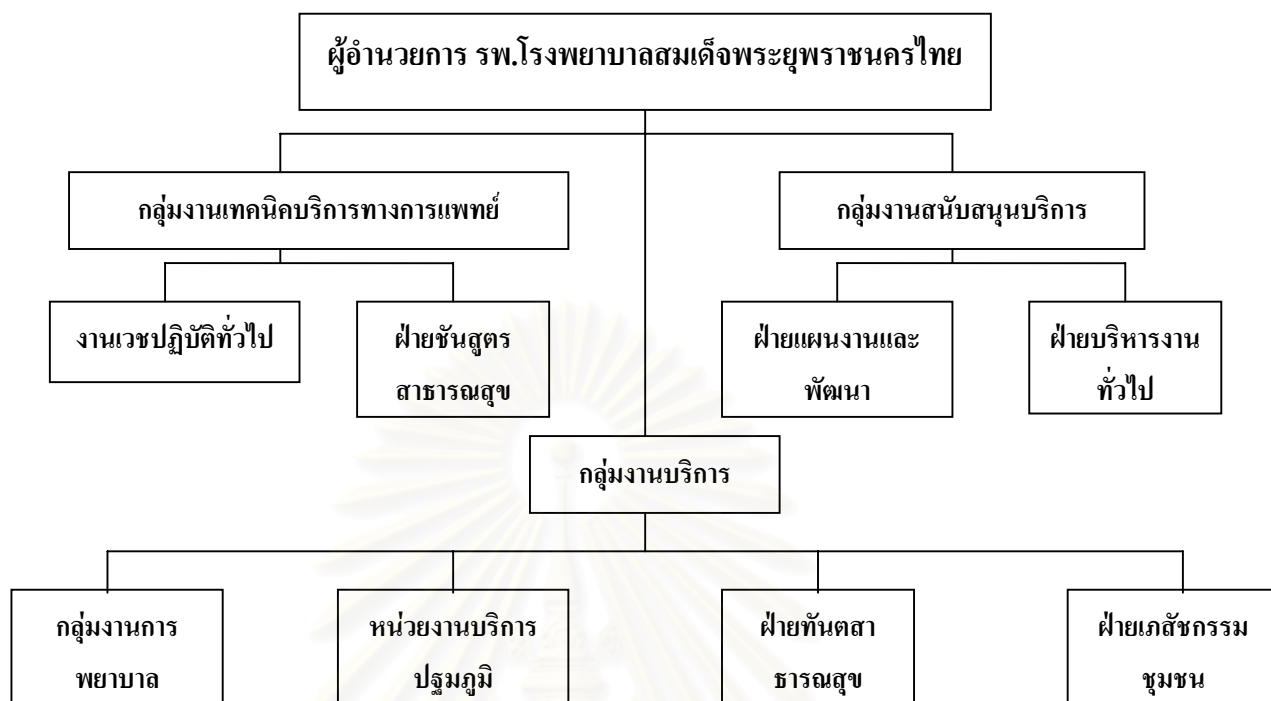 ผู้อำนวยการ รพ.โรงพยาบาลสมเด็จพระยุพราชนครไทย
กลุ่มงานเทคนิคบริการทางการแพทย์
กลุ่มงานสนับสนุนบริการ
งานเวชปฏิบัติทั่วไป
ฝ่ายชันสูตร
สาธารณสุข
ฝ่ายแผนงานและ
พัฒนา
ฝ่ายบริหารงาน
ทั่วไป
กลุ่มงานบริการ
กลุ่มงานการ
พยาบาล
หน่วยงานบริการ
ปฐมภูมิ
ฝ่ายทันตสา
ธารณสุข
ฝ่ายเภสัชกรรม
ชุมชน